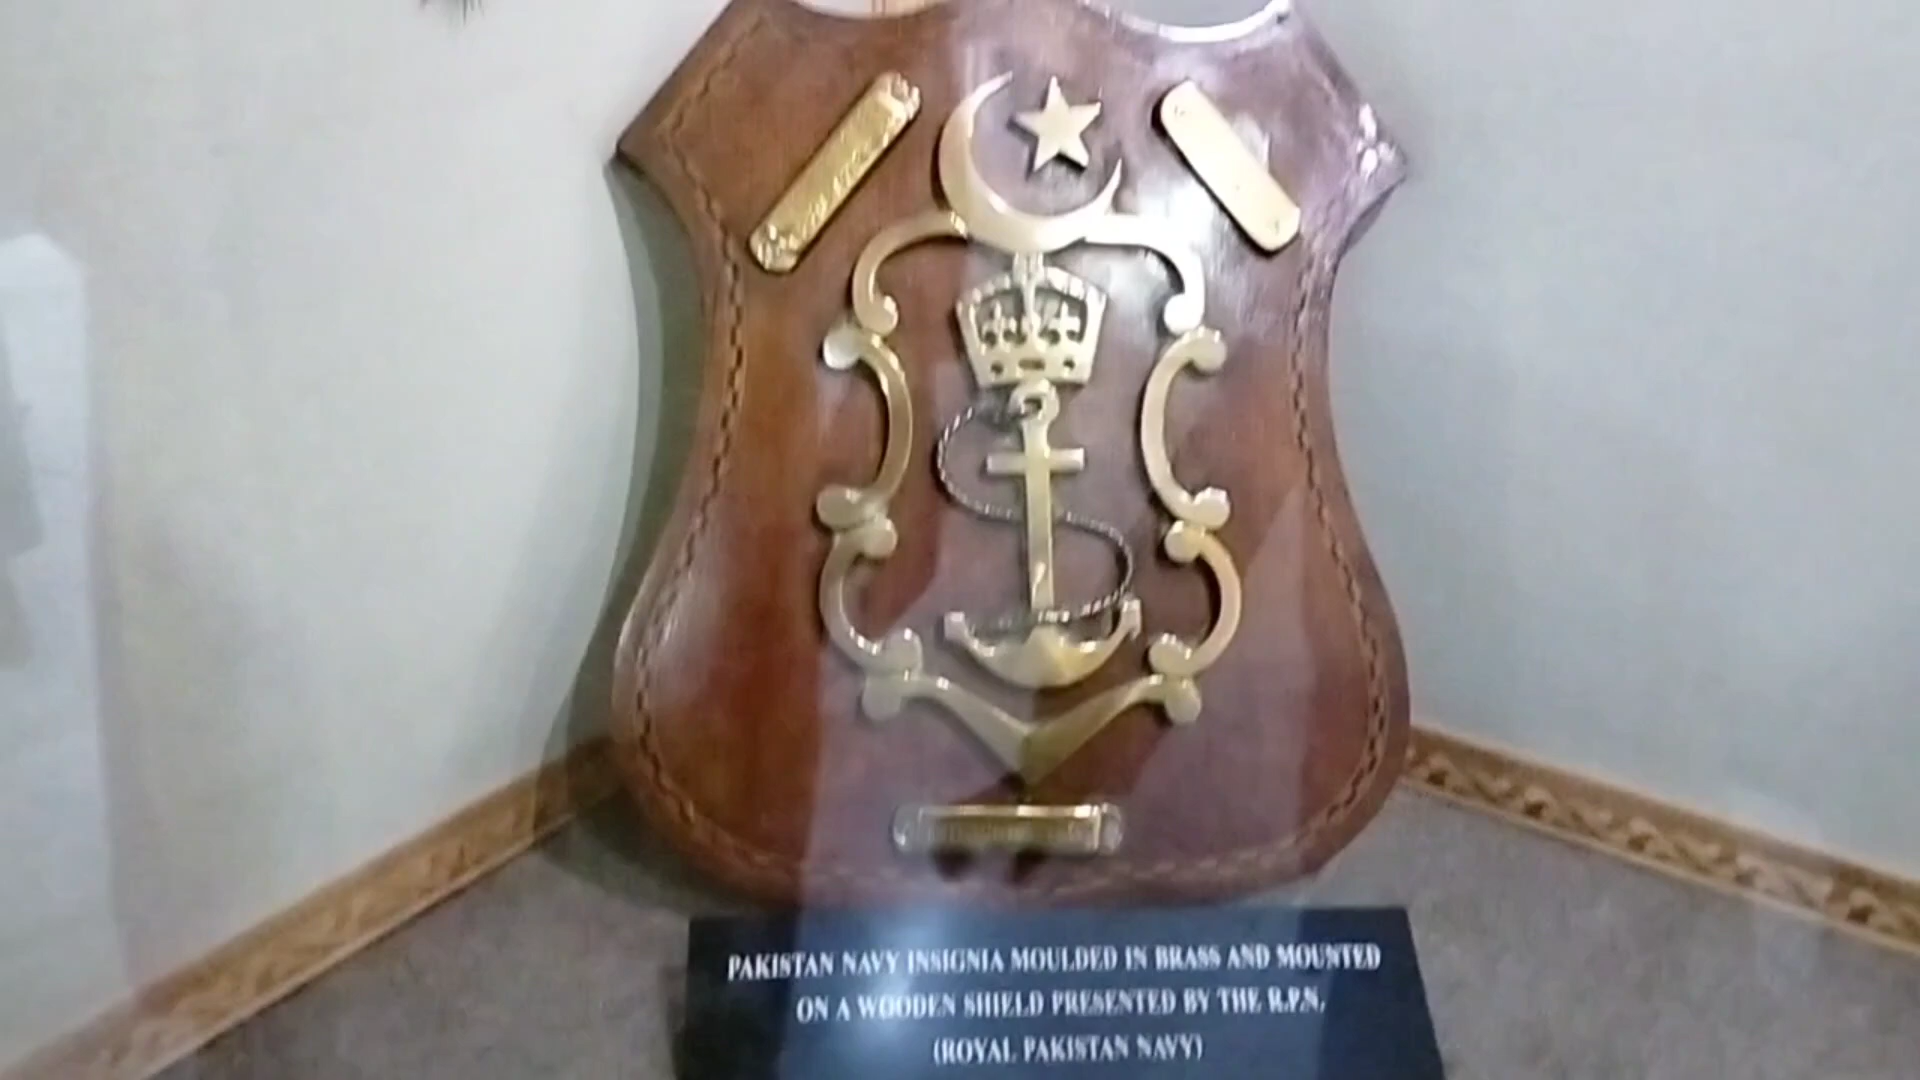 PAKISTAN NAVY INSIGNIA MOULDED IN BRASS AND MOUNTED
ON A WOODEN SHIELD PRESENTED BY THE R.P.N.
(ROYAL PAKISTAN NAVY)